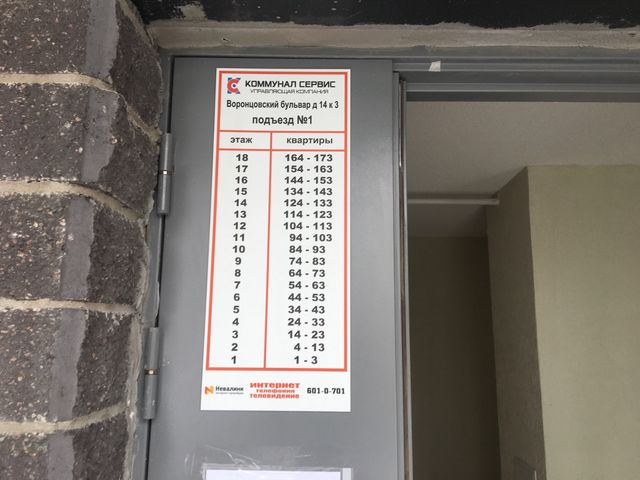 КОММУНАЛ СЕРВИС
УПРАВЛЯЮЩАЯ КОМПАНИЯ
Воронцовский бульвар д 14 к 3
подъезд №1
этаж квартиры
18 164 - 173
17 154 - 163
16 144 - 153
15 134 - 143
14 124 - 133
13 114 - 123
12 104 - 113
11 94 - 103
10 84 - 93
9 74 - 83
8 64 - 73
7 54 - 63
6 44 - 53
5 34 - 43
4 24 - 33
3 14 - 23
2 4 - 13
1 1 - 3
Невалинк
интернет
телефония
телевидение
601-0-701